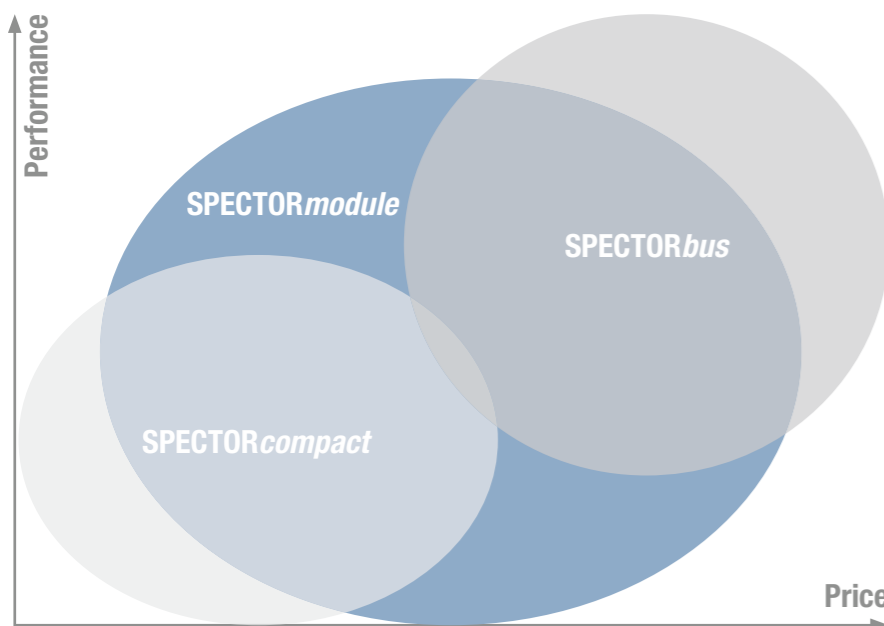 Performance
SPECTORmodule
SPECTORbus
SPECTORcompact
Price